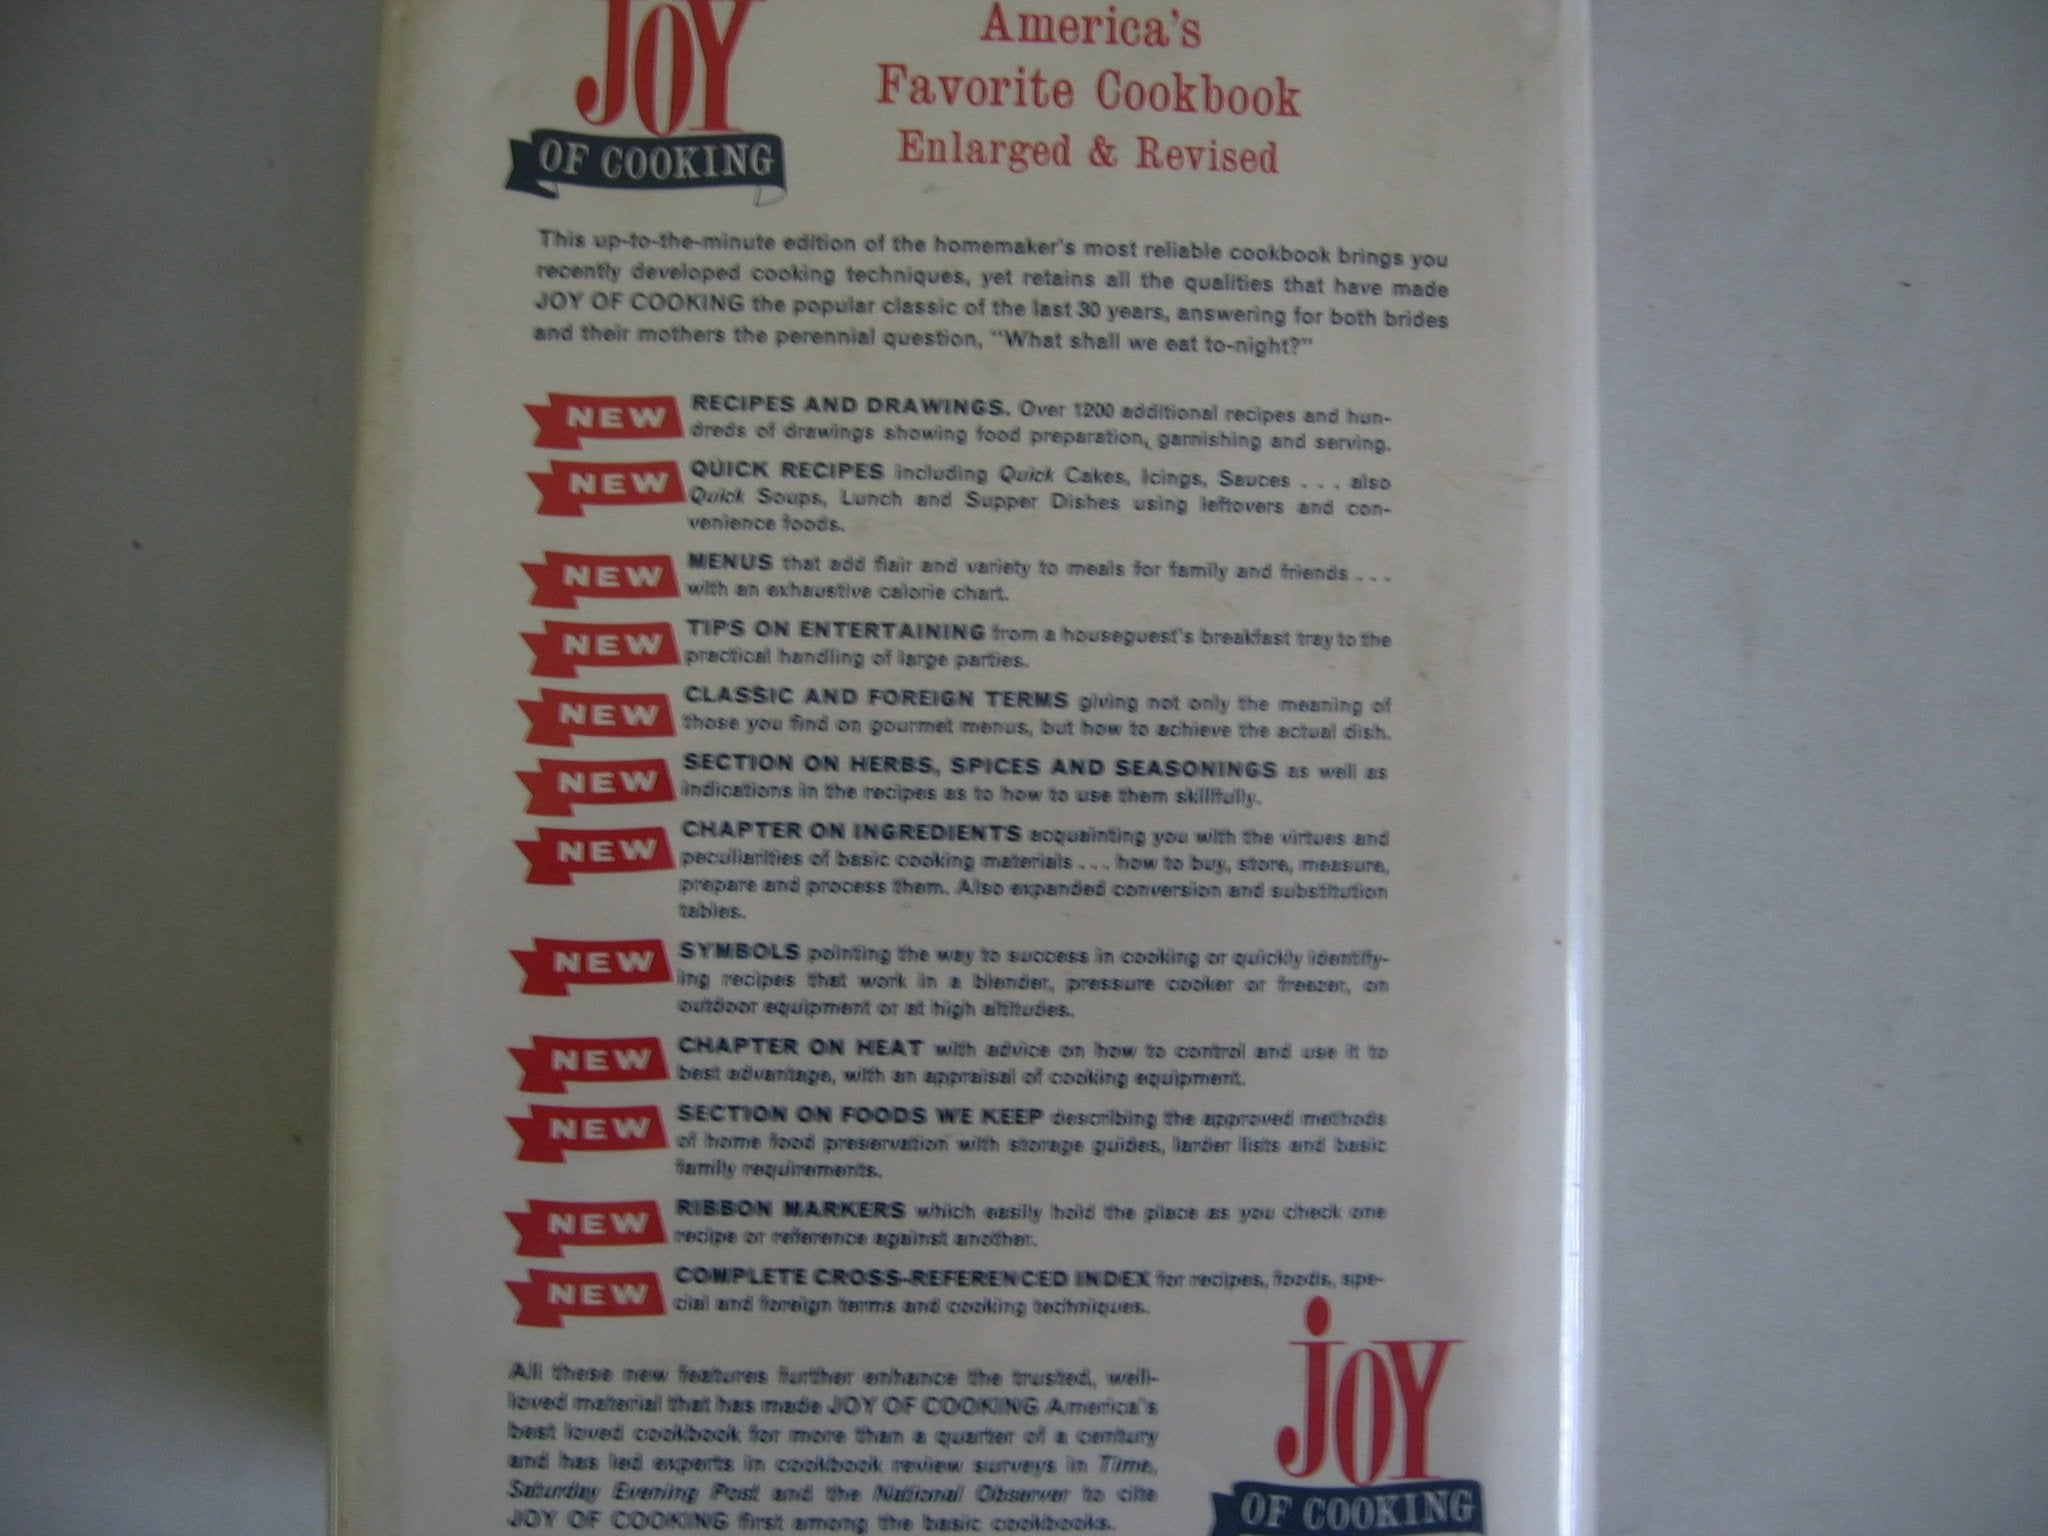 JOY
OF COOKING
America's
Favorite Cookbook
Enlarged & Revised
This up-to-the-minute edition of the homemaker's most reliable cookbook brings you
recently developed cooking techniques, yet retains all the qualities that have made
JOY OF COOKING the popular classic of the last 30 years, answering for both brides
and their mothers the perennial question, "What shall we eat to-night?"
NEW RECIPES AND DRAWINGS. Over 1200 additional recipes and hun-
dreds of drawings showing food preparation, garnishing and serving.
NEW QUICK RECIPES including Quick Cakes, Icings, Sauces . . . also
Quick Soups, Lunch and Supper Dishes using leftovers and con-
venience foods.
NEW MENUS that add flair and variety to meals for family and friends . . .
with an exhaustive calorie chart.
NEW TIPS ON ENTERTAINING from a houseguest's breakfast tray to the
practical handling of large parties.
NEW CLASSIC AND FOREIGN TERMS giving not only the meaning of
those you find on gourmet menus, but how to achieve the actual dish.
NEW SECTION ON HERBS, SPICES AND SEASONINGS as well as
indications in the recipes as to how to use them skillfully.
NEW CHAPTER ON INGREDIENTS acquainting you with the virtues and
peculiarities of basic cooking materials . . . how to buy, store, measure,
prepare and process them. Also expanded conversion and substitution
tables.
NEW SYMBOLS pointing the way to success in cooking or quickly identify-
ing recipes that work in a blender, pressure cooker or freezer, on
outdoor equipment or at high altitudes.
NEW CHAPTER ON HEAT with advice on how to control and use it to
best advantage, with an appraisal of cooking equipment.
NEW SECTION ON FOODS WE KEEP describing the approved methods
of home food preservation with storage guides, larder lists and basic
family requirements.
NEW RIBBON MARKERS which easily hold the place as you check one
recipe or reference against another.
NEW COMPLETE CROSS-REFERENCED INDEX for recipes, foods, spe-
cial and foreign terms and cooking techniques.
All these new features further enhance the trusted, well-
loved material that has made JOY OF COOKING America's
best loved cookbook for more than a quarter of a century
and has led experts in cookbook review surveys in Time,
Saturday Evening Post and the National Observer to cite
JOY OF COOKING first among the basic cookbooks.
JOY
OF COOKING